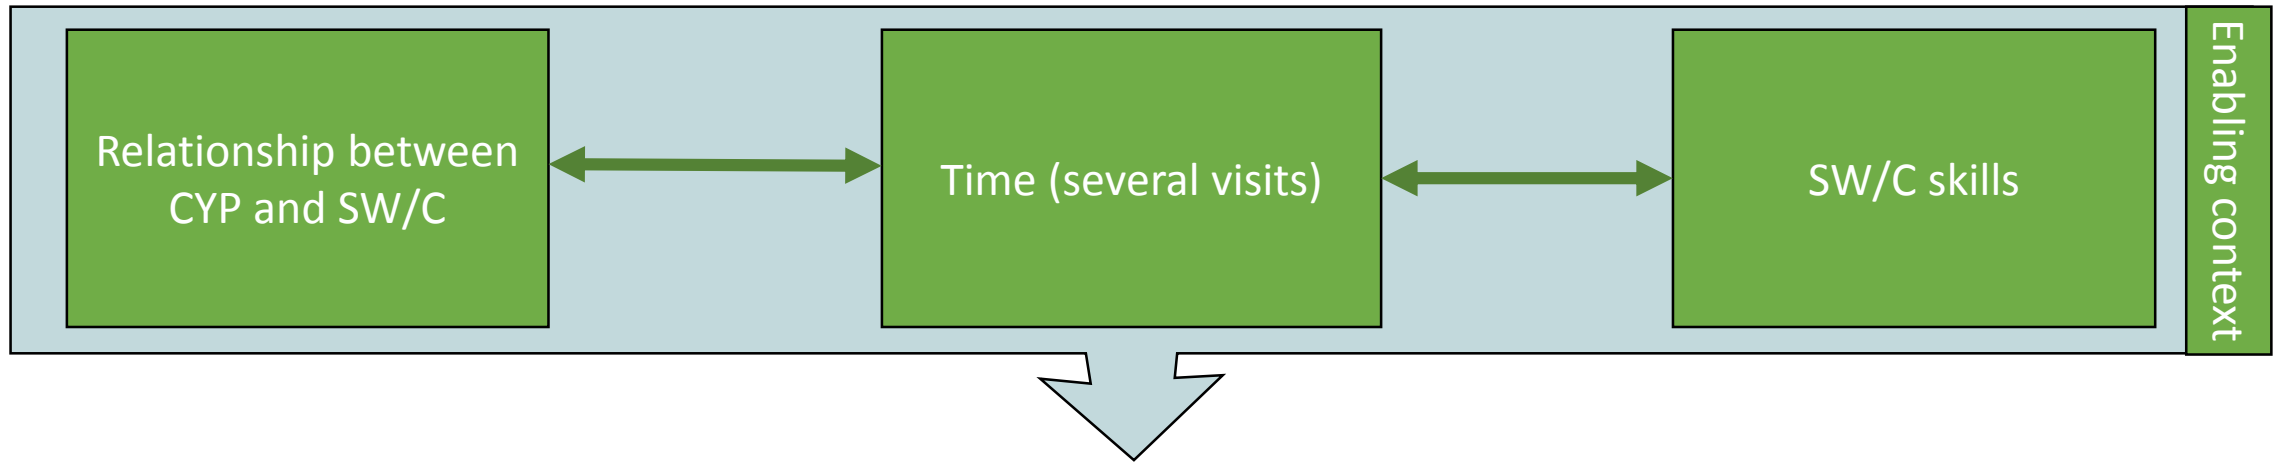 Relationship between
CYP and SW/C
Time (several visits)
SW/C skills
Enabling context